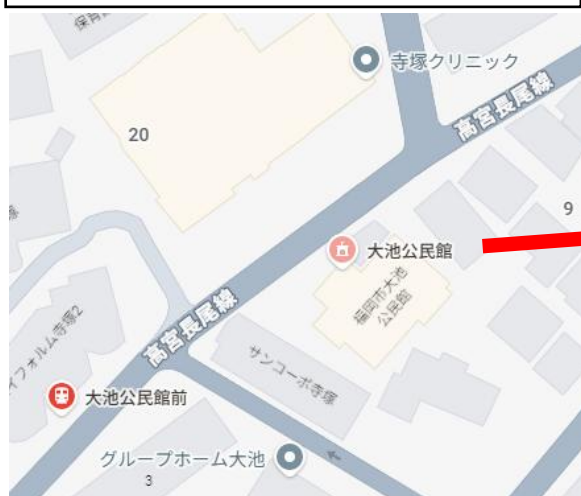 保育
寺塚クリニック
高宮長尾線
20
9
大池公民館
福岡市大池
公民館
高宮長尾線
サンコーポ寺塚
イフォルム寺塚2
大池公民館前
グループホーム大池
3